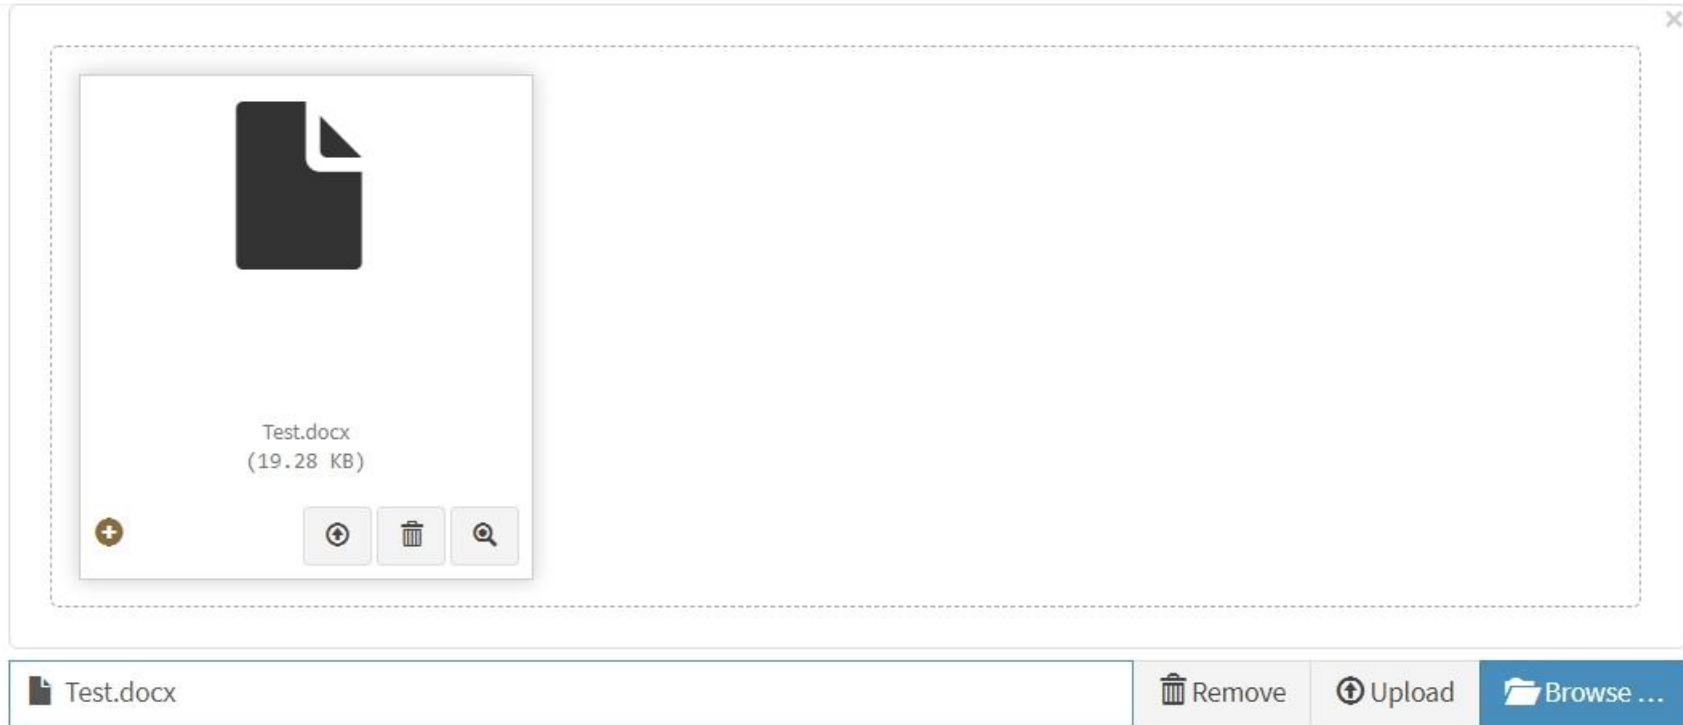 ×
Test.docx
(19.28 KB)
Test.docx
Remove
Upload
Browse ...